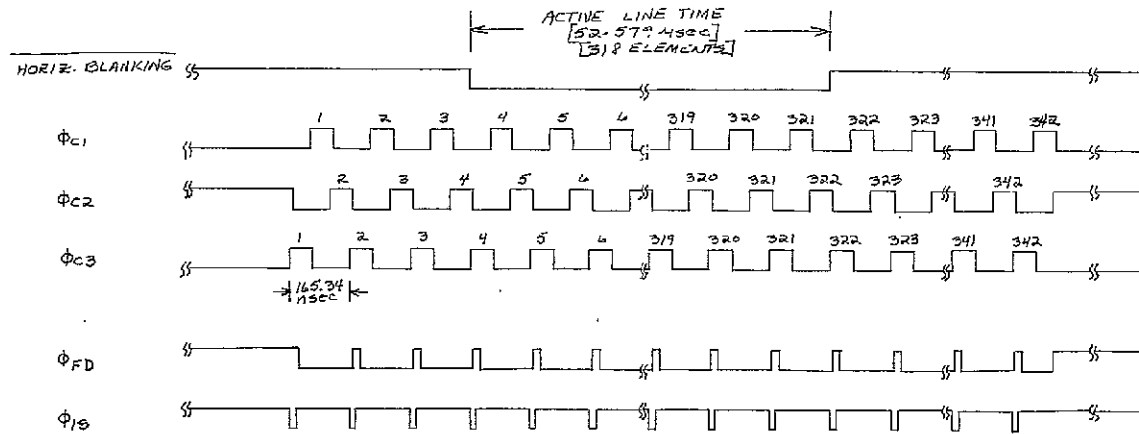 ACTIVE LINE TIME
[52.579 μsec]
[318 ELEMENTS]
HORIZ. BLANKING
ΦC1 1 2 3 4 5 6 319 320 321 322 323 341 342
ΦC2 2 3 4 5 6 320 321 322 323 342
ΦC3 1 2 3 4 5 6 319 320 321 322 323 341 342
165.34
nsec
ΦFD
ΦIS